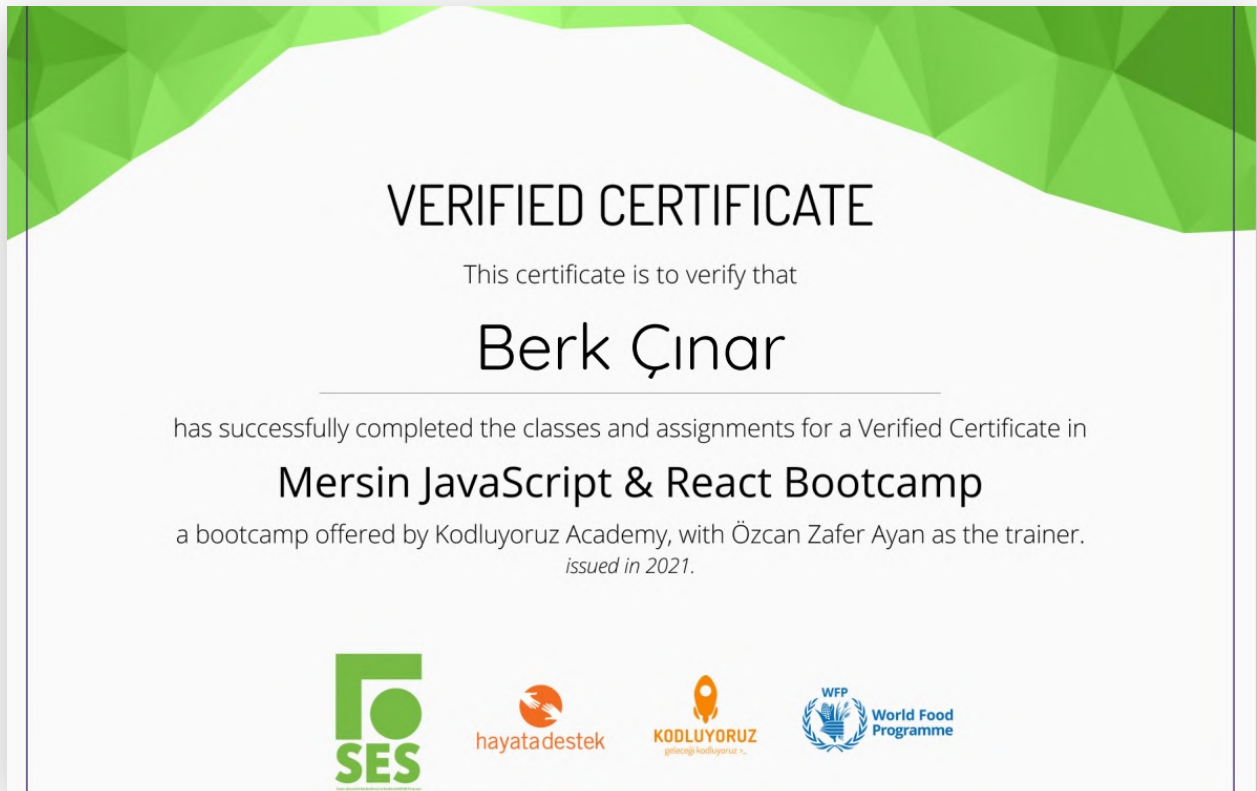 VERIFIED CERTIFICATE
This certificate is to verify that
Berk Çınar
has successfully completed the classes and assignments for a Verified Certificate in
Mersin JavaScript & React Bootcamp
a bootcamp offered by Kodluyoruz Academy, with Özcan Zafer Ayan as the trainer.
issued in 2021.
SES
hayata destek
KODLUYORUZ
geleceği kodluyoruz >_
WFP
World Food
Programme